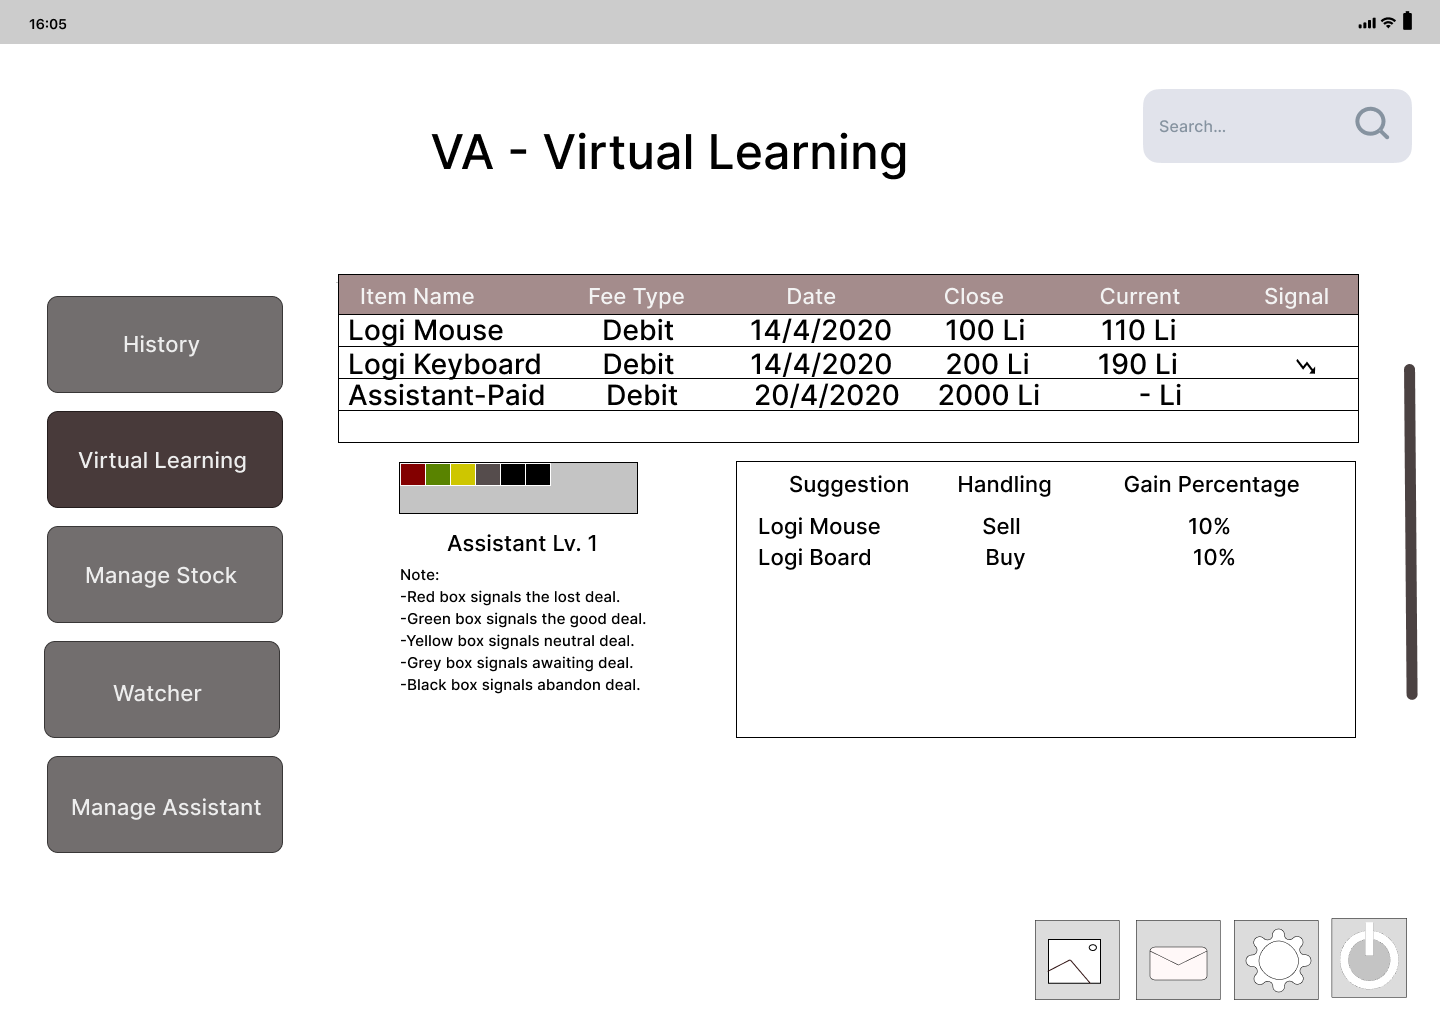 16:05
Search...
VA - Virtual Learning
Item Name Fee Type Date Close Current Signal
Logi Mouse Debit 14/4/2020 100 Li 110 Li
Logi Keyboard Debit 14/4/2020 200 Li 190 Li
Assistant-Paid Debit 20/4/2020 2000 Li - Li
History
Virtual Learning
Manage Stock
Watcher
Manage Assistant
Assistant Lv. 1
Note:
-Red box signals the lost deal.
-Green box signals the good deal.
-Yellow box signals neutral deal.
-Grey box signals awaiting deal.
-Black box signals abandon deal.
Suggestion Handling Gain Percentage
Logi Mouse Sell 10%
Logi Board Buy 10%